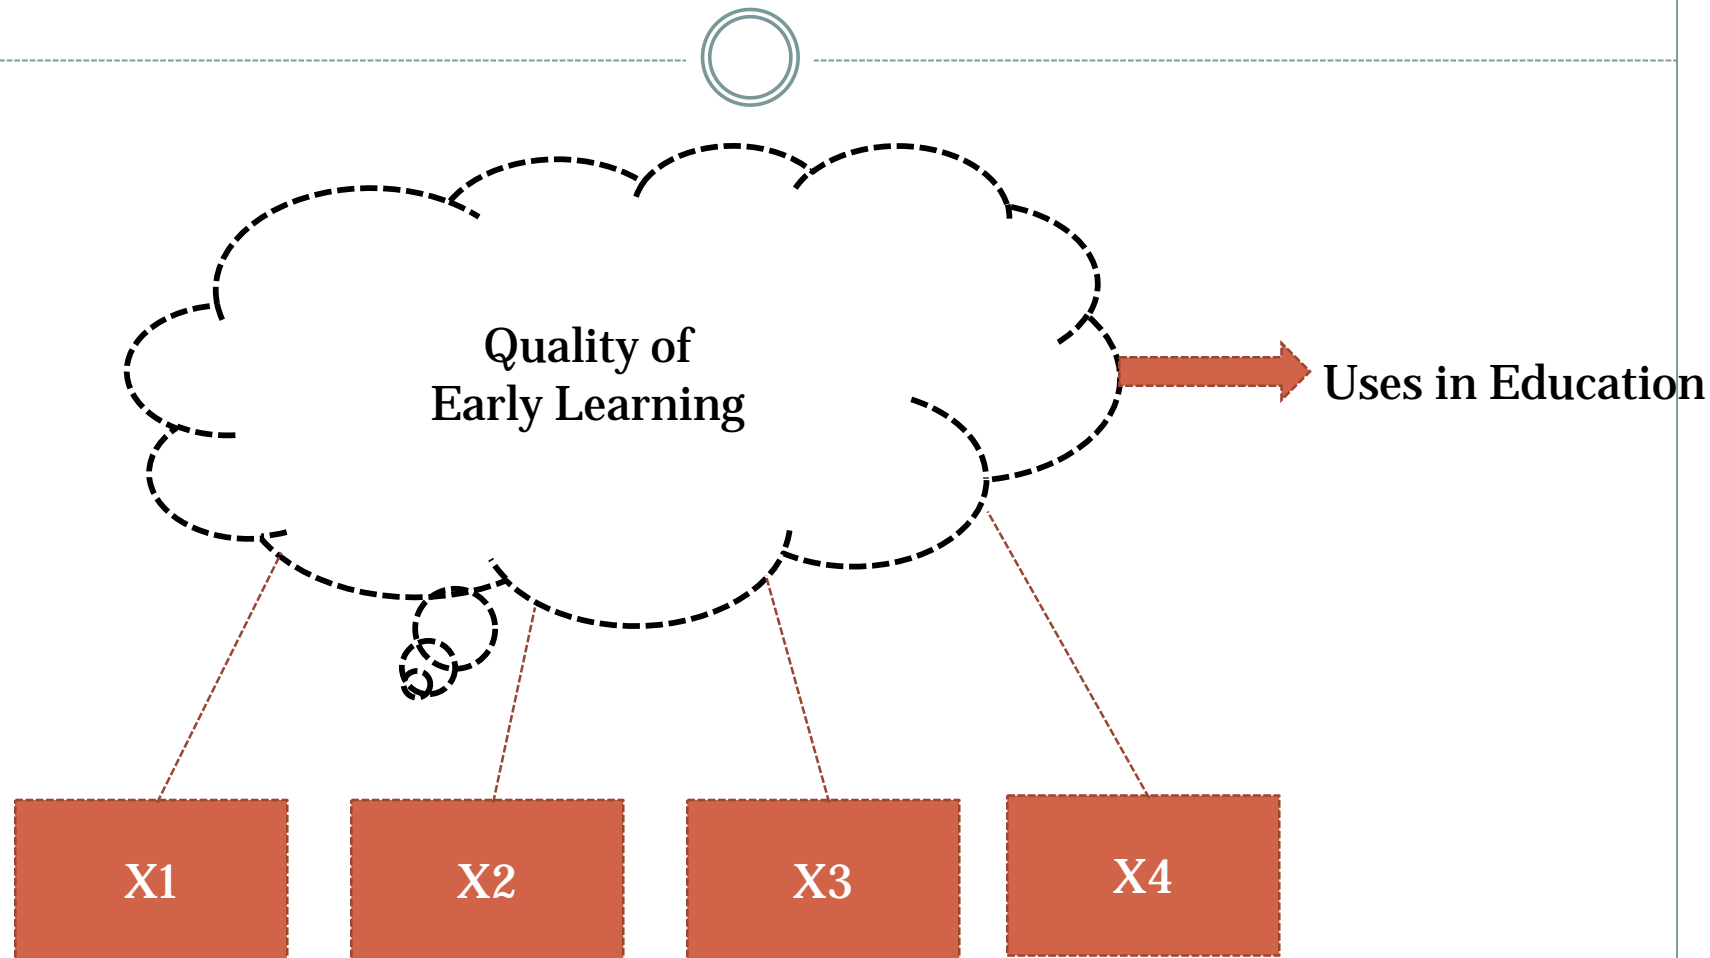 Quality of
Early Learning
Uses in Education
X1
X2
X3
X4